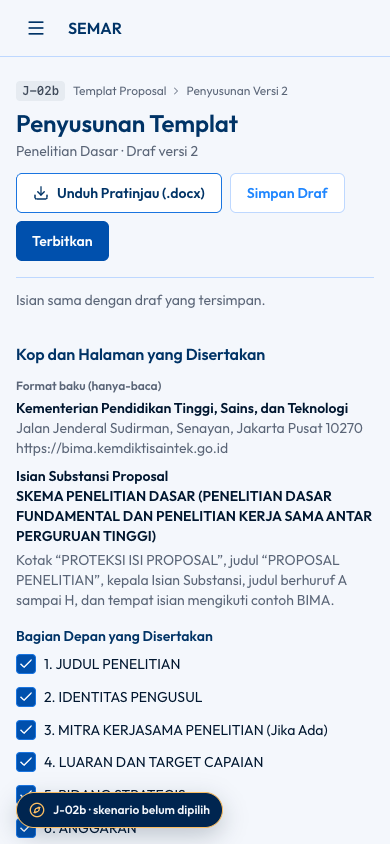 SEMAR
J-02b Templat Proposal > Penyusunan Versi 2
Penyusunan Templat
Penelitian Dasar · Draf versi 2
Unduh Pratinjau (.docx)
Simpan Draf
Terbitkan
Isian sama dengan draf yang tersimpan.
Kop dan Halaman yang Disertakan
Format baku (hanya-baca)
Kementerian Pendidikan Tinggi, Sains, dan Teknologi
Jalan Jenderal Sudirman, Senayan, Jakarta Pusat 10270
https://bima.kemdiktisaintek.go.id
Isian Substansi Proposal
SKEMA PENELITIAN DASAR (PENELITIAN DASAR
FUNDAMENTAL DAN PENELITIAN KERJA SAMA ANTAR
PERGURUAN TINGGI)
Kotak “PROTEKSI ISI PROPOSAL”, judul “PROPOSAL
PENELITIAN”, kepala Isian Substansi, judul berhuruf A
sampai H, dan tempat isian mengikuti contoh BIMA.
Bagian Depan yang Disertakan
1. JUDUL PENELITIAN
2. IDENTITAS PENGUSUL
3. MITRA KERJASAMA PENELITIAN (Jika Ada)
4. LUARAN DAN TARGET CAPAIAN
5. BIDANG STRATEGIS
J-02b · skenario belum dipilih
6. ANGGARAN